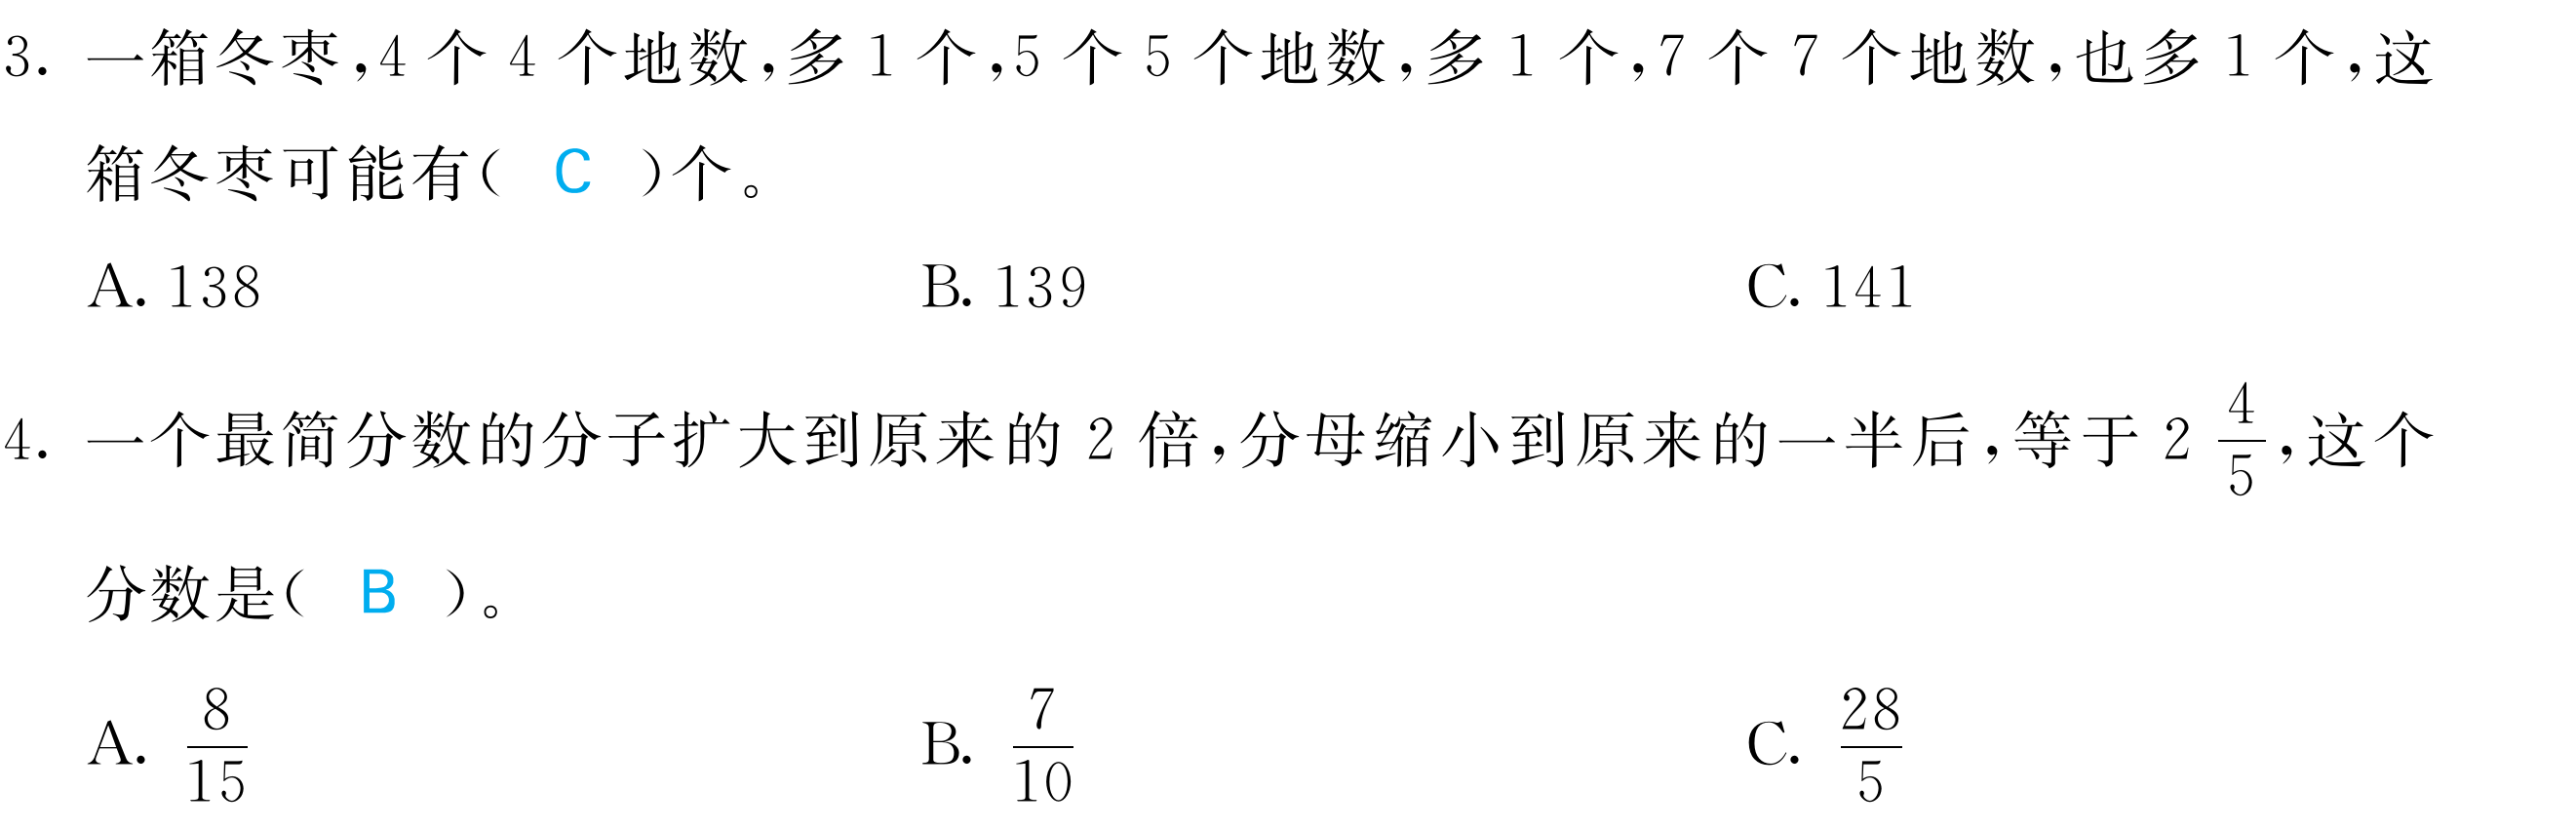 3. 一箱冬枣,4 个 4 个地数,多 1 个,5 个 5 个地数,多 1 个,7 个 7 个地数,也多 1 个,这
箱冬枣可能有( C )个。
A. 138 B. 139 C. 141
4. 一个最简分数的分子扩大到原来的 2 倍,分母缩小到原来的一半后,等于 2 4/5,这个
分数是( B )。
A. 8/15 B. 7/10 C. 28/5